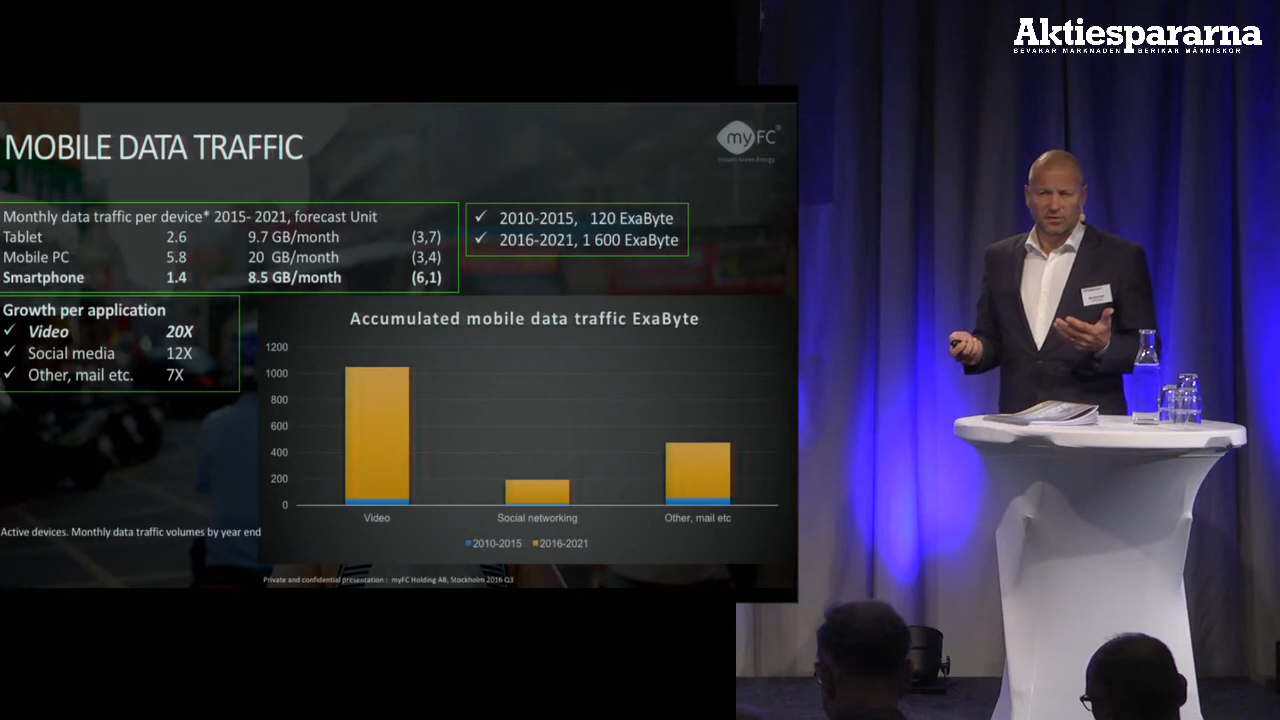 Aktiespararna
BEVAKAR MARKNADEN BERIKAR MÄNNISKOR
MOBILE DATA TRAFFIC
myFC®
Instant Green Energy
Monthly data traffic per device* 2015- 2021, forecast Unit
Tablet 2.6 9.7 GB/month (3,7)
Mobile PC 5.8 20 GB/month (3,4)
Smartphone 1.4 8.5 GB/month (6,1)
✓ 2010-2015, 120 ExaByte
✓ 2016-2021, 1 600 ExaByte
Growth per application
✓ Video 20X
✓ Social media 12X
✓ Other, mail etc. 7X
Accumulated mobile data traffic ExaByte
1200
1000
800
600
400
200
0
Video Social networking Other, mail etc
2010-2015 2016-2021
Active devices. Monthly data traffic volumes by year end
Private and confidential presentation : myFC Holding AB, Stockholm 2016 Q3